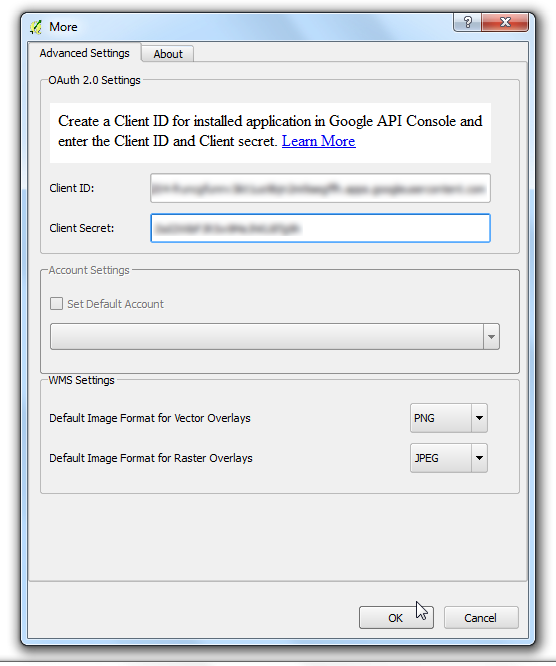 More
Advanced Settings
About
OAuth 2.0 Settings
Create a Client ID for installed application in Google API Console and
enter the Client ID and Client secret. Learn More
Client ID:
Client Secret:
Account Settings
Set Default Account
WMS Settings
Default Image Format for Vector Overlays
PNG
Default Image Format for Raster Overlays
JPEG
OK
Cancel